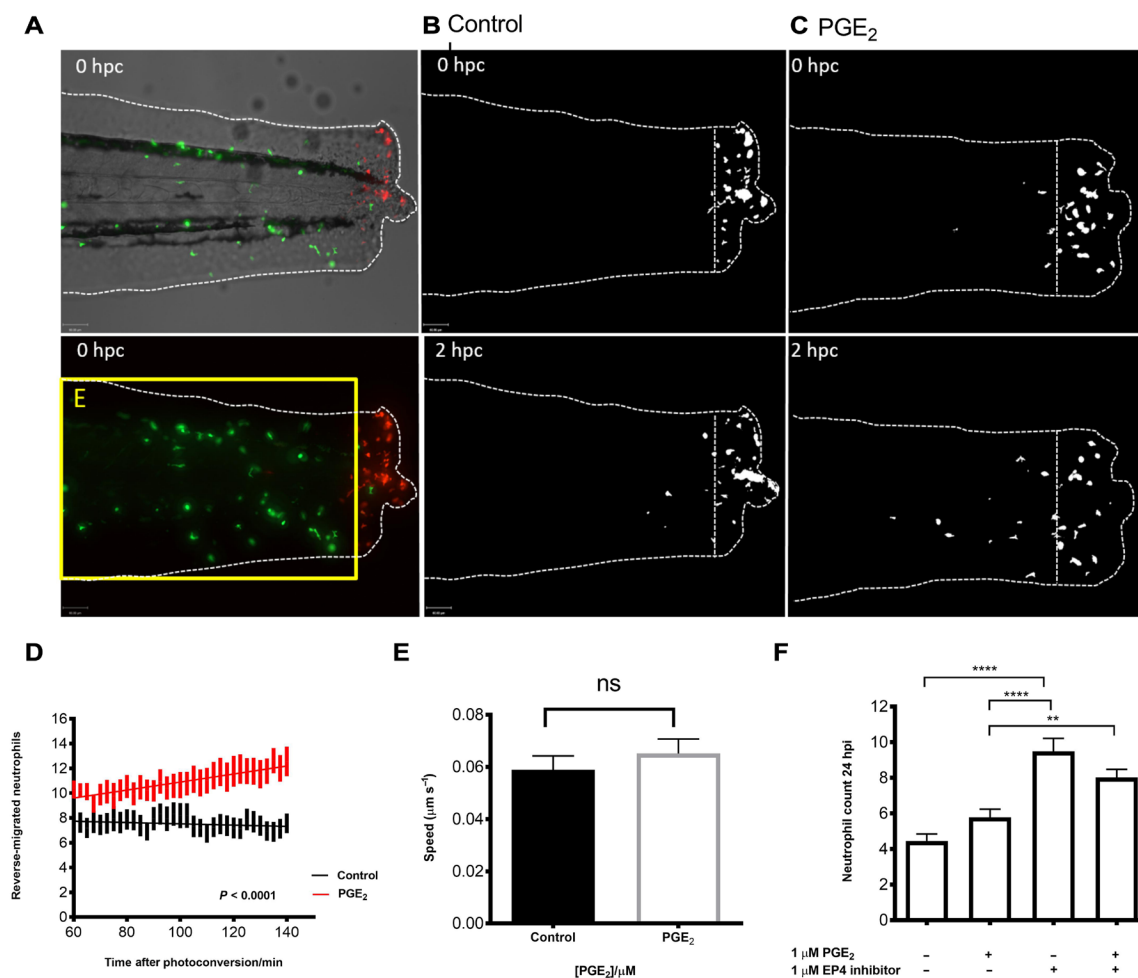 A
B Control
C PGE₂
0 hpc
0 hpc
0 hpc
0 hpc
E
2 hpc
2 hpc
D
Reverse-migrated neutrophils
16
14
12
10
8
6
4
2
0
60 80 100 120 140
Time after photoconversion/min
P < 0.0001
Control
PGE₂
E
ns
Speed (μm s⁻¹)
0.08
0.06
0.04
0.02
0.00
Control PGE₂
[PGE₂]/μM
F
****
****
**
Neutrophil count 24 hpi
12
10
8
6
4
2
0
1 μM PGE₂ – + – +
1 μM EP4 inhibitor – – + +